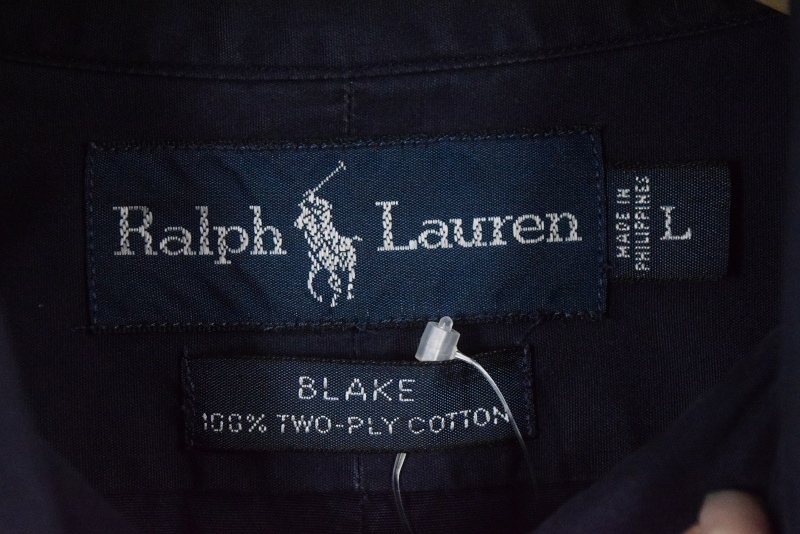 Ralph Lauren
MADE IN
PHILIPPINES
L
BLAKE
100% TWO-PLY COTTON